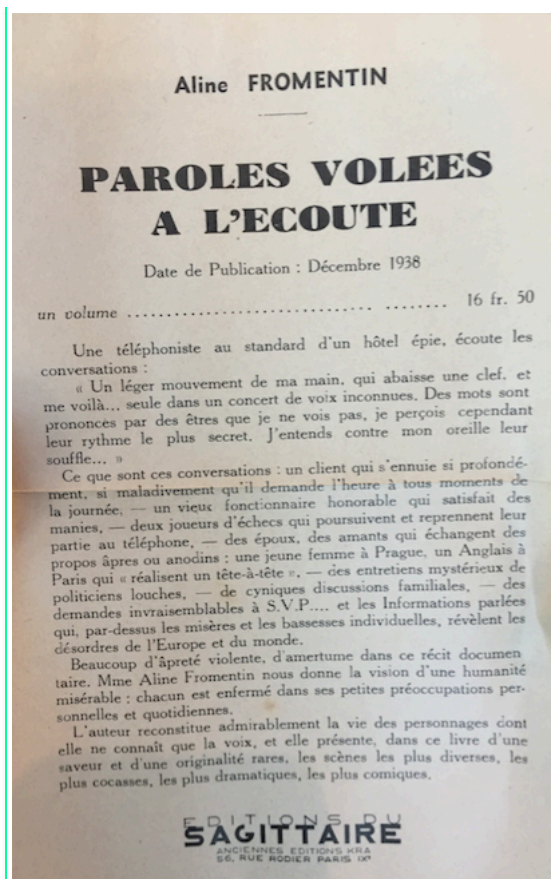 Aline FROMENTIN
PAROLES VOLEES
A L'ECOUTE
Date de Publication : Décembre 1938
un volume .............................. ........ 16 fr. 50
Une téléphoniste au standard d'un hôtel épie, écoute les
conversations :
« Un léger mouvement de ma main, qui abaisse une clef, et
me voilà... seule dans un concert de voix inconnues. Des mots sont
prononcés par des êtres que je ne vois pas, je perçois cependant
leur rythme le plus secret. J'entends contre mon oreille leur
souffle... »
Ce que sont ces conversations : un client qui s'ennuie si profondé-
ment, si maladivement qu'il demande l'heure à tous moments de
la journée, — un vieux fonctionnaire honorable qui satisfait des
manies, — deux joueurs d'échecs qui poursuivent et reprennent leur
partie au téléphone, — des époux, des amants qui échangent des
propos âpres ou anodins : une jeune femme à Prague, un Anglais à
Paris qui « réalisent un tête-à-tête », — des entretiens mystérieux de
politiciens louches, — de cyniques discussions familiales, — des
demandes invraisemblables à S.V.P.... et les Informations parlées
qui, par-dessus les misères et les bassesses individuelles, révèlent les
désordres de l'Europe et du monde.
Beaucoup d'âpreté violente, d'amertume dans ce récit documen
taire. Mme Aline Fromentin nous donne la vision d'une humanité
misérable : chacun est enfermé dans ses petites préoccupations per-
sonnelles et quotidiennes.
L'auteur reconstitue admirablement la vie des personnages dont
elle ne connaît que la voix, et elle présente, dans ce livre d'une
saveur et d'une originalité rares, les scènes les plus diverses, les
plus cocasses, les plus dramatiques, les plus comiques.
EDITIONS DU
SAGITTAIRE
ANCIENNES EDITIONS KRA
56, RUE RODIER PARIS IXe